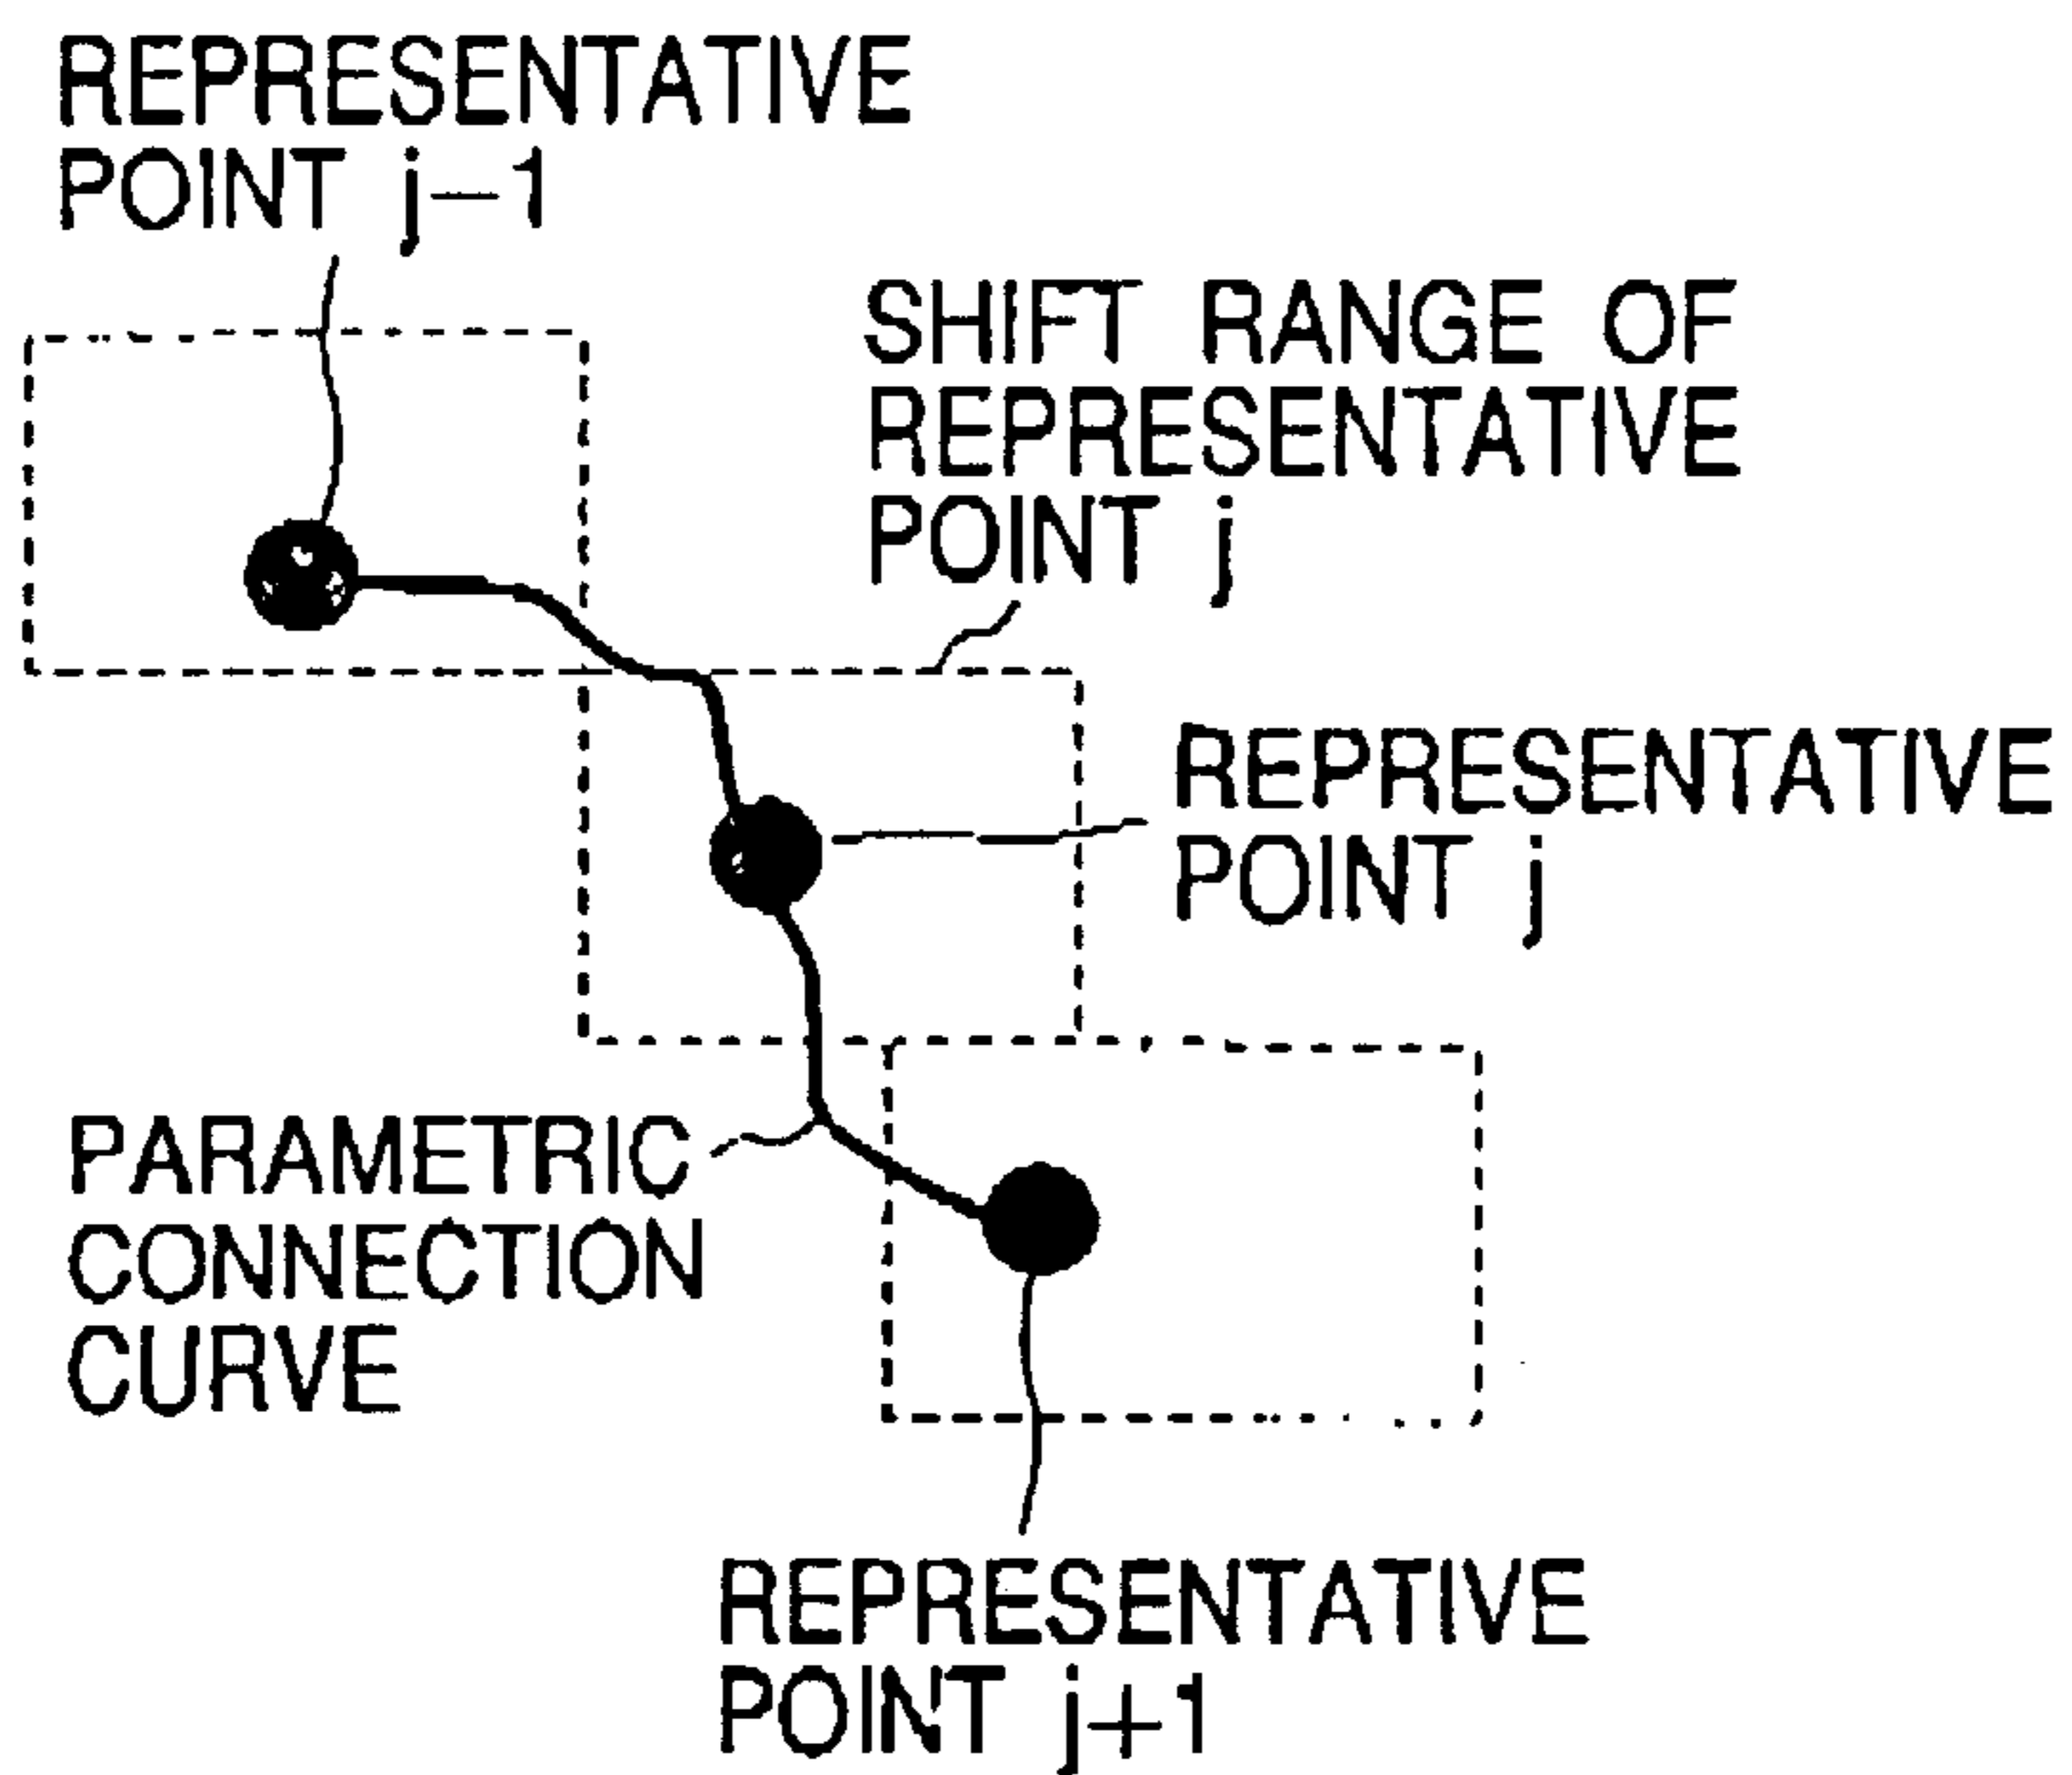 REPRESENTATIVE
POINT j−1
SHIFT RANGE OF
REPRESENTATIVE
POINT j
REPRESENTATIVE
POINT j
PARAMETRIC
CONNECTION
CURVE
REPRESENTATIVE
POINT j+1